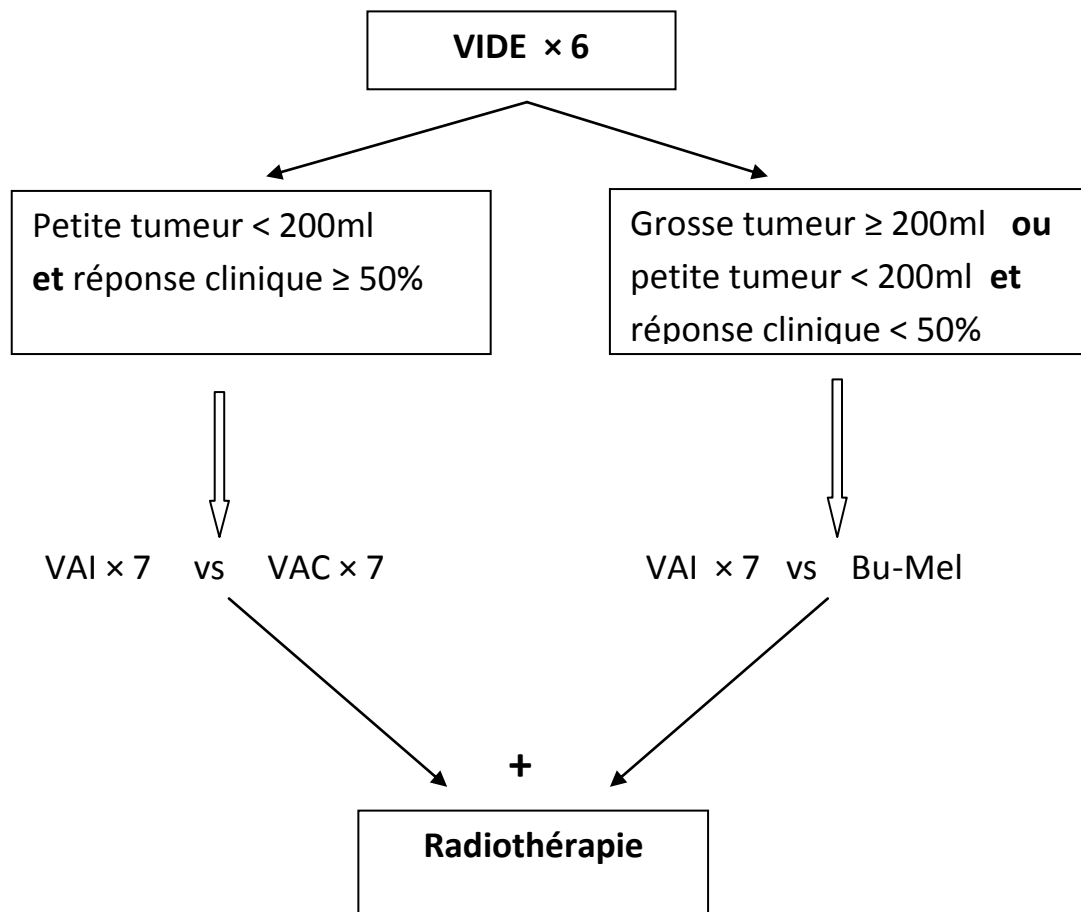 VIDE × 6
Petite tumeur < 200ml
et réponse clinique ≥ 50%
Grosse tumeur ≥ 200ml ou
petite tumeur < 200ml et
réponse clinique < 50%
VAI × 7 vs VAC × 7
VAI × 7 vs Bu-Mel
+
Radiothérapie